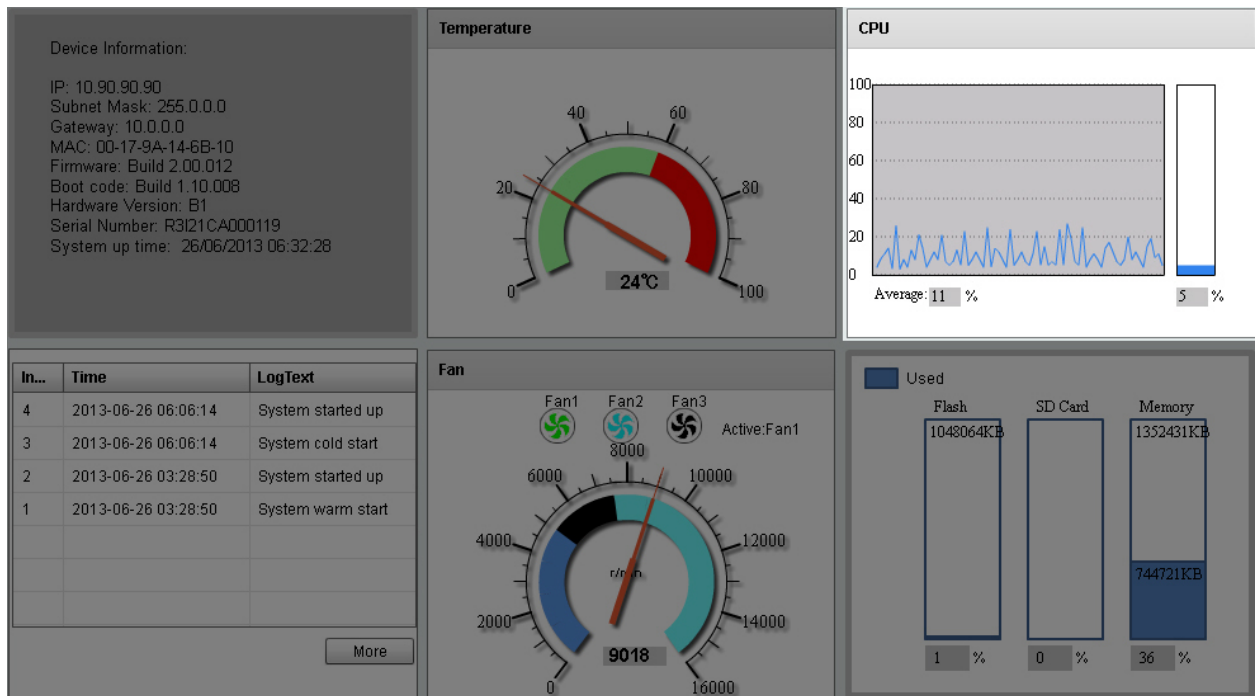 Device Information:
IP: 10.90.90.90
Subnet Mask: 255.0.0.0
Gateway: 10.0.0.0
MAC: 00-17-9A-14-6B-10
Firmware: Build 2.00.012
Boot code: Build 1.10.008
Hardware Version: B1
Serial Number: R3I21CA000119
System up time: 26/06/2013 06:32:28
Temperature
0
20
40
60
80
100
24℃
CPU
100
80
60
40
20
0
Average: 11 %
5 %
In... Time LogText
4 2013-06-26 06:06:14 System started up
3 2013-06-26 06:06:14 System cold start
2 2013-06-26 03:28:50 System started up
1 2013-06-26 03:28:50 System warm start
More
Fan
Fan1 Fan2 Fan3
Active:Fan1
0
2000
4000
6000
8000
10000
12000
14000
16000
r/min
9018
Used
Flash SD Card Memory
1048064KB 1352431KB
744721KB
1 % 0 % 36 %